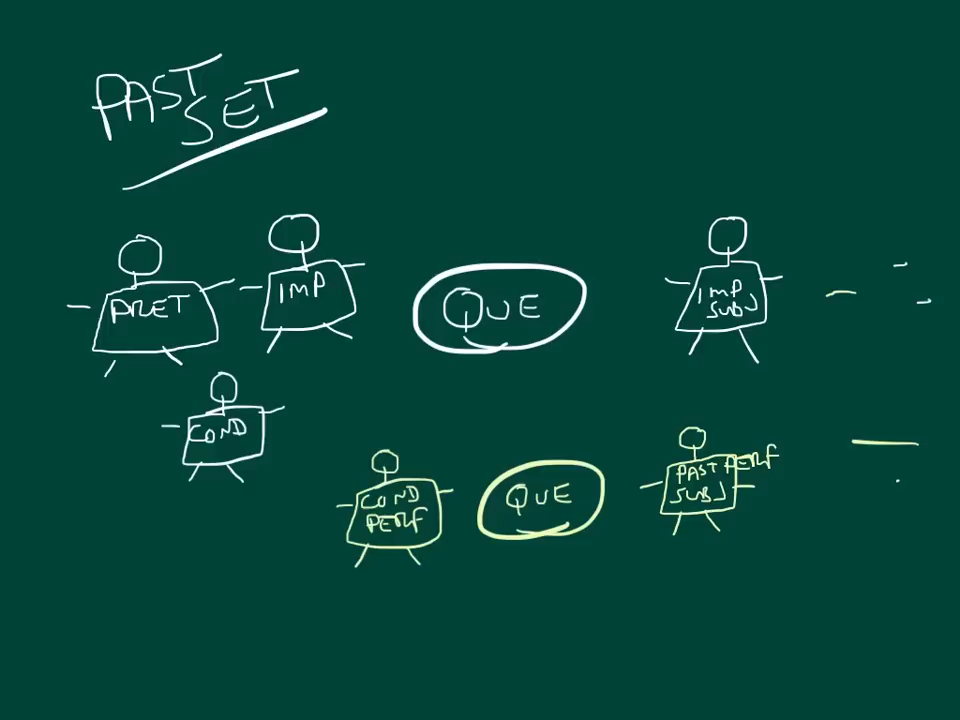 PAST
SET
PRET
IMP
QUE
IMP
SUBJ
COND
COND
PERF
QUE
PAST PERF
SUBJ